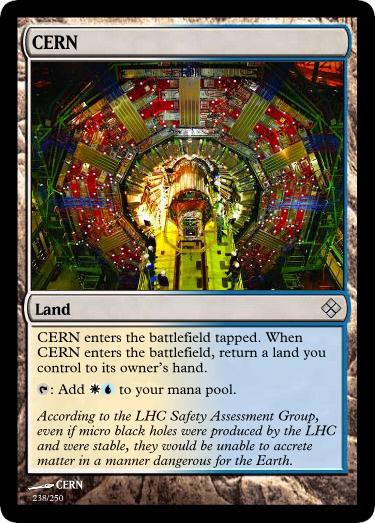 CERN
Land
CERN enters the battlefield tapped. When
CERN enters the battlefield, return a land you
control to its owner's hand.
: Add to your mana pool.
According to the LHC Safety Assessment Group,
even if micro black holes were produced by the LHC
and were stable, they would be unable to accrete
matter in a manner dangerous for the Earth.
CERN
238/250